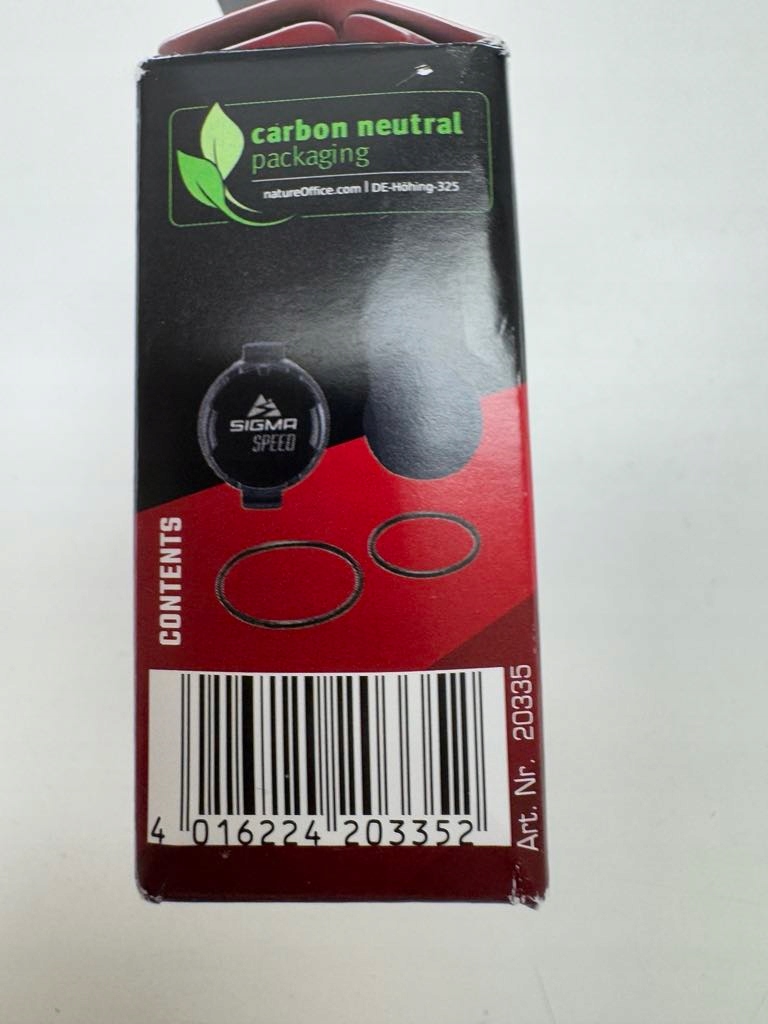 carbon neutral
packaging
natureOffice.com | DE-Höhing-325
SIGMA
SPEED
CONTENTS
4 016224 203352
Art. Nr. 20335